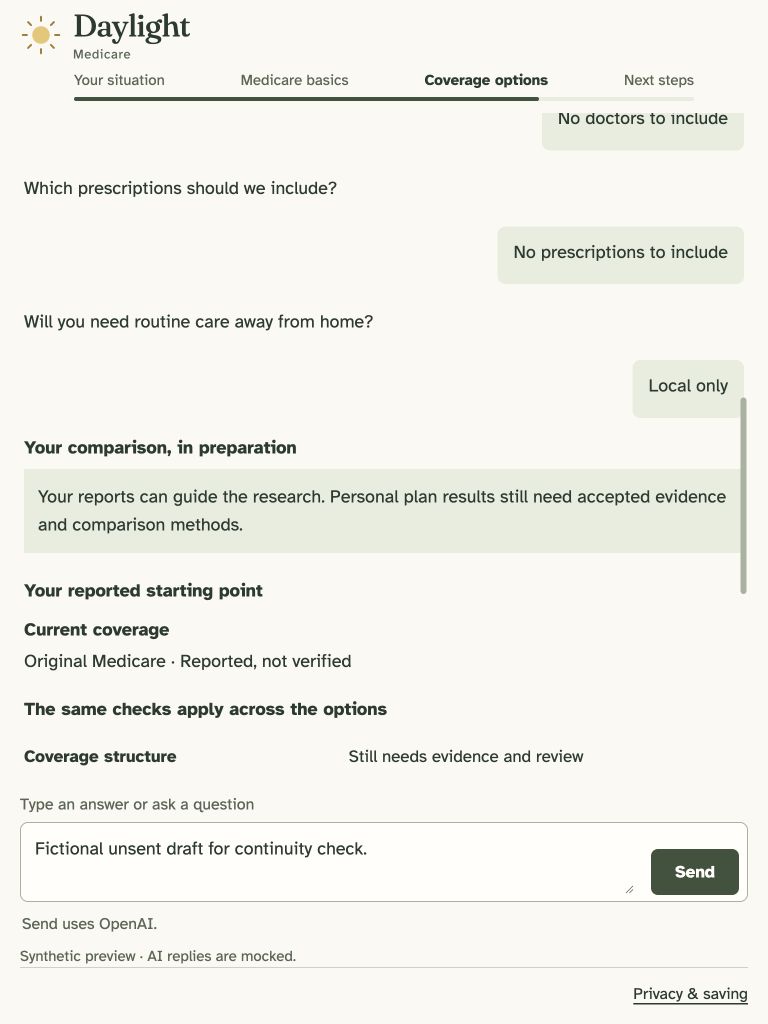 Daylight
Medicare
Your situation
Medicare basics
Coverage options
Next steps
No doctors to include
Which prescriptions should we include?
No prescriptions to include
Will you need routine care away from home?
Local only
Your comparison, in preparation
Your reports can guide the research. Personal plan results still need accepted evidence
and comparison methods.
Your reported starting point
Current coverage
Original Medicare · Reported, not verified
The same checks apply across the options
Coverage structure
Still needs evidence and review
Type an answer or ask a question
Fictional unsent draft for continuity check.
Send
Send uses OpenAI.
Synthetic preview · AI replies are mocked.
Privacy & saving